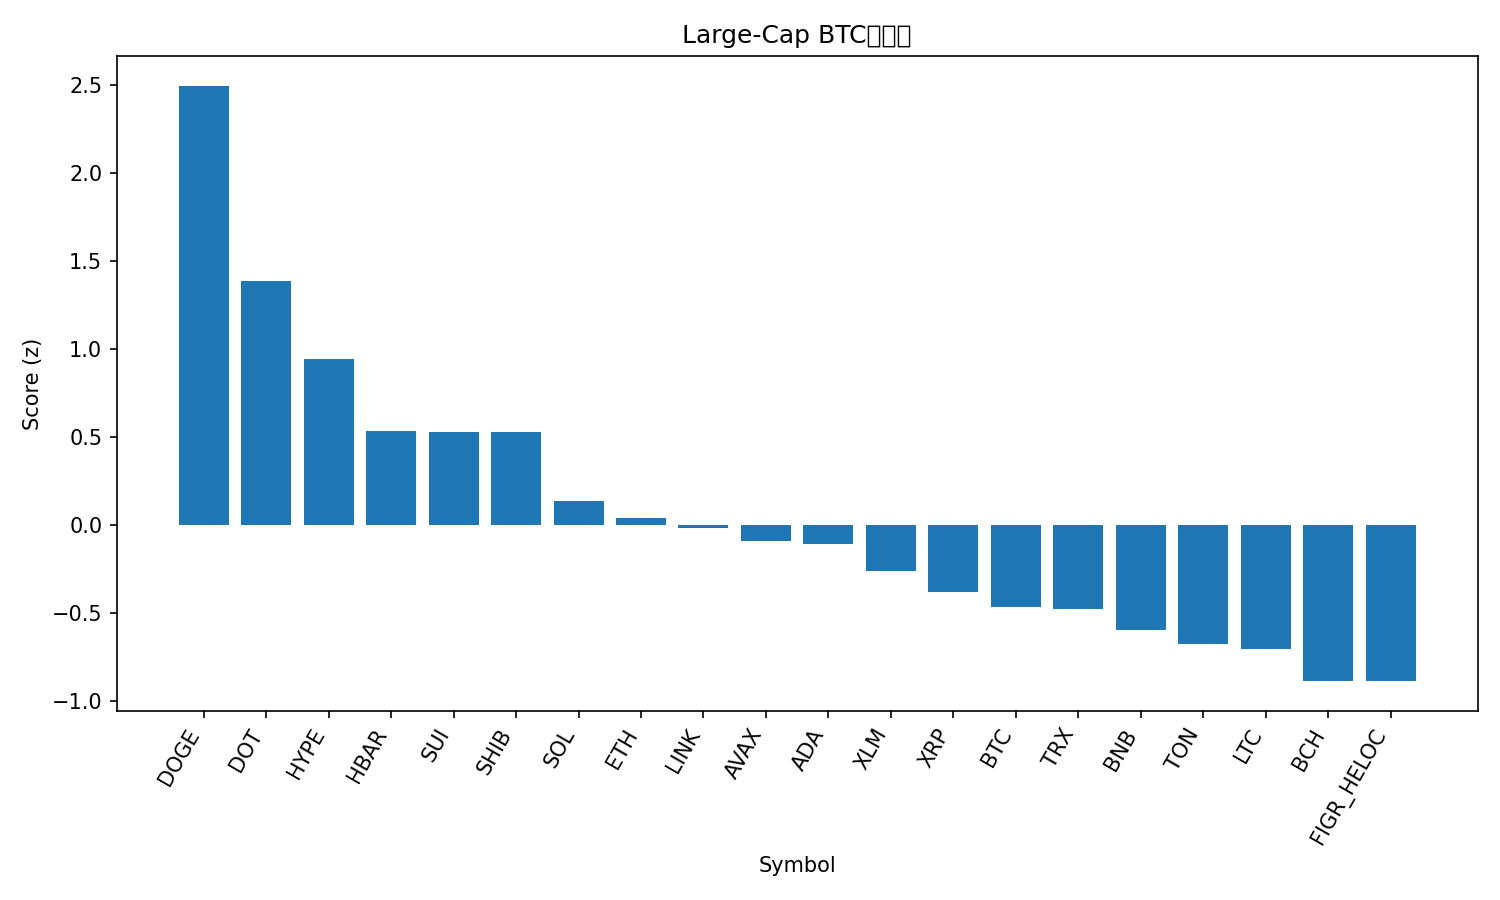 Large-Cap BTC
Score (z)
2.5
2.0
1.5
1.0
0.5
0.0
−0.5
−1.0
DOGE
DOT
HYPE
HBAR
SUI
SHIB
SOL
ETH
LINK
AVAX
ADA
XLM
XRP
BTC
TRX
BNB
TON
LTC
BCH
FIGR_HELOC
Symbol